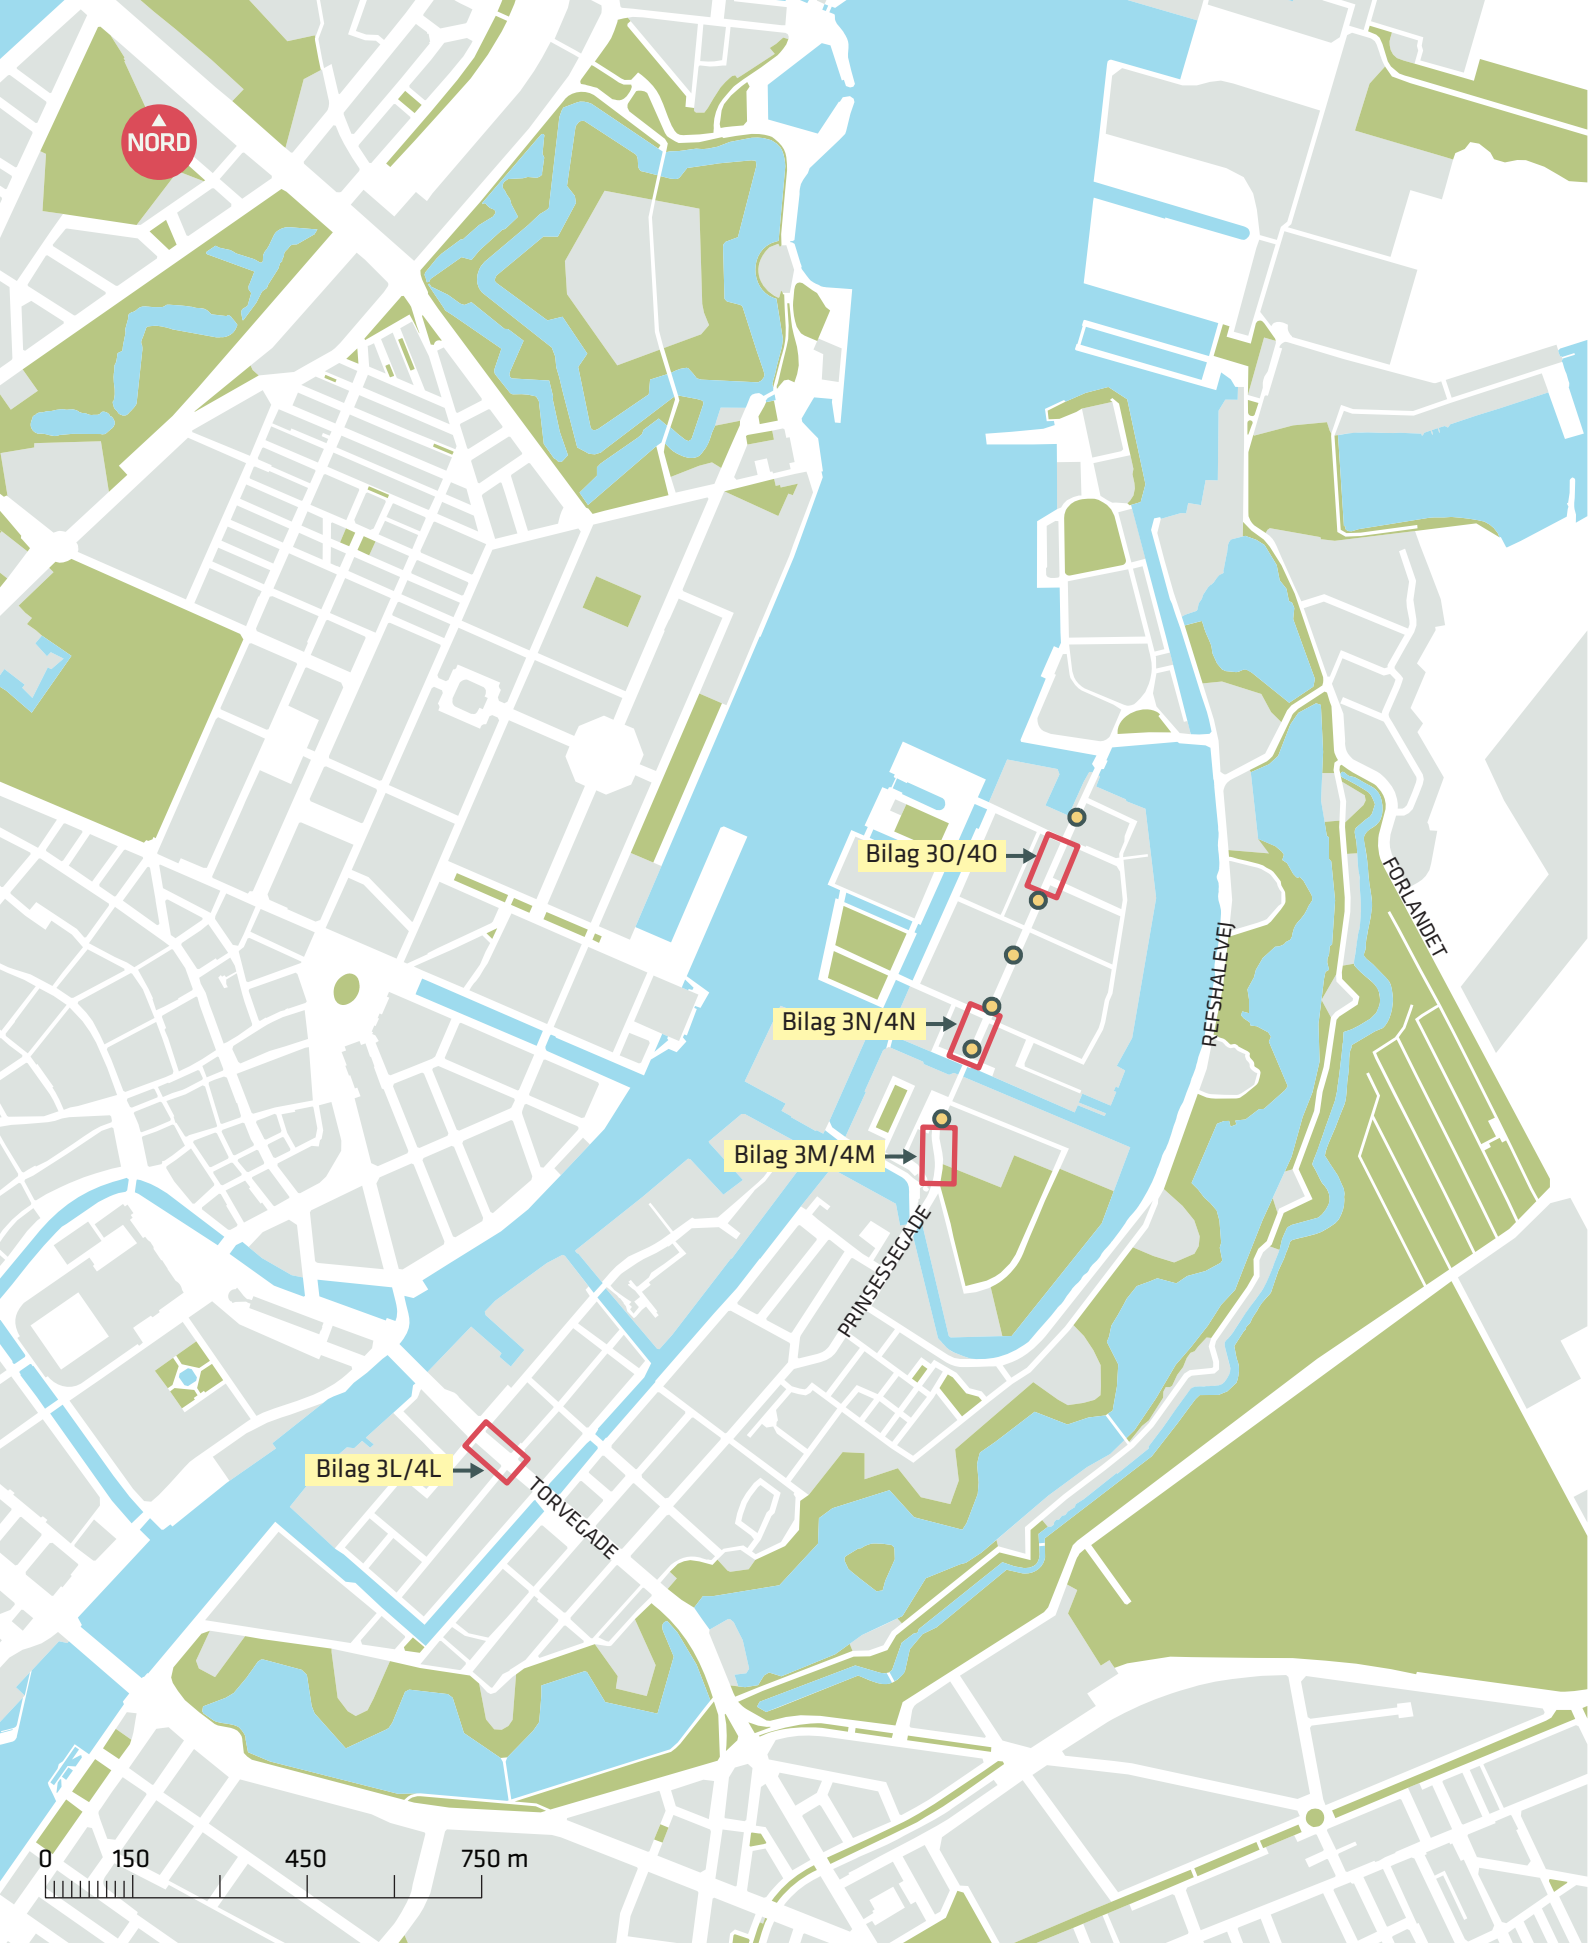 NORD
Bilag 3O/4O
FORLANDET
REFSHALEVEJ
Bilag 3N/4N
Bilag 3M/4M
PRINSESSEGADE
Bilag 3L/4L
TORVEGADE
0 150 450 750 m